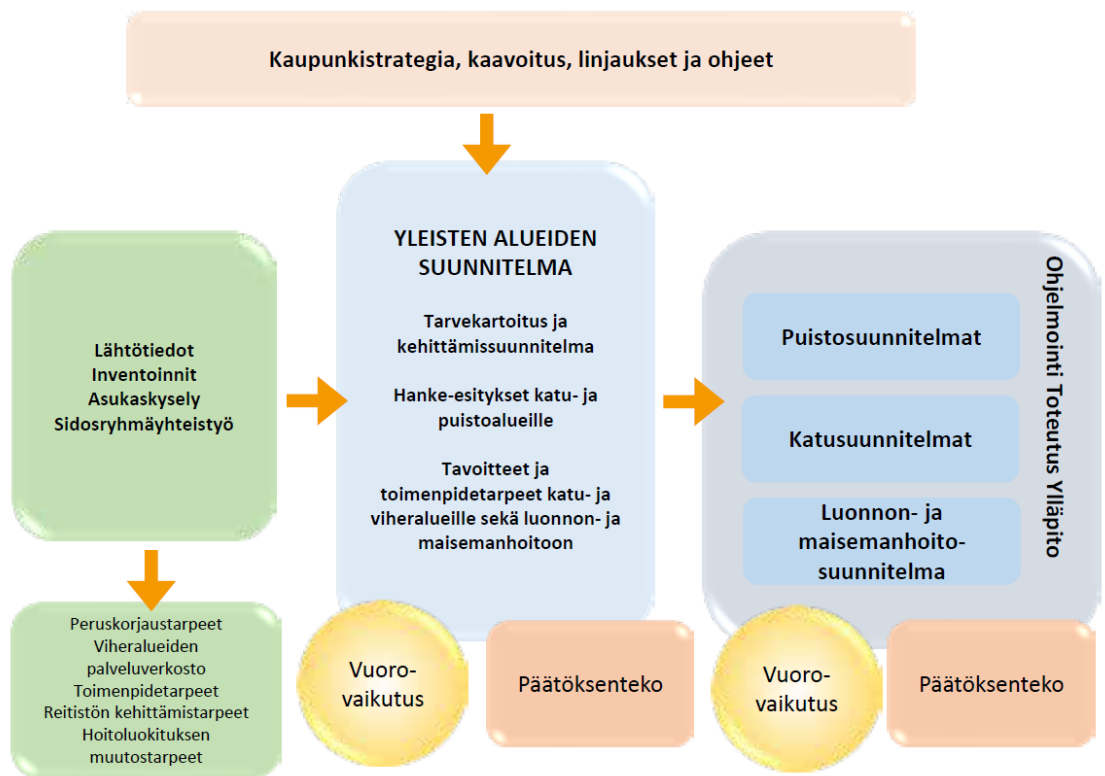 Kaupunkistrategia, kaavoitus, linjaukset ja ohjeet
Lähtötiedot
Inventoinnit
Asukaskysely
Sidosryhmäyhteistyö
Peruskorjaustarpeet
Viheralueiden
palveluverkosto
Toimenpidetarpeet
Reitistön kehittämistarpeet
Hoitoluokituksen
muutostarpeet
YLEISTEN ALUEIDEN
SUUNNITELMA
Tarvekartoitus ja
kehittämissuunnitelma
Hanke-esitykset katu- ja
puistoalueille
Tavoitteet ja
toimenpidetarpeet katu- ja
viheralueille sekä luonnon- ja
maisemanhoitoon
Vuoro-
vaikutus
Päätöksenteko
Puistosuunnitelmat
Katusuunnitelmat
Luonnon- ja
maisemanhoito-
suunnitelma
Ohjelmointi Toteutus Ylläpito
Vuoro-
vaikutus
Päätöksenteko